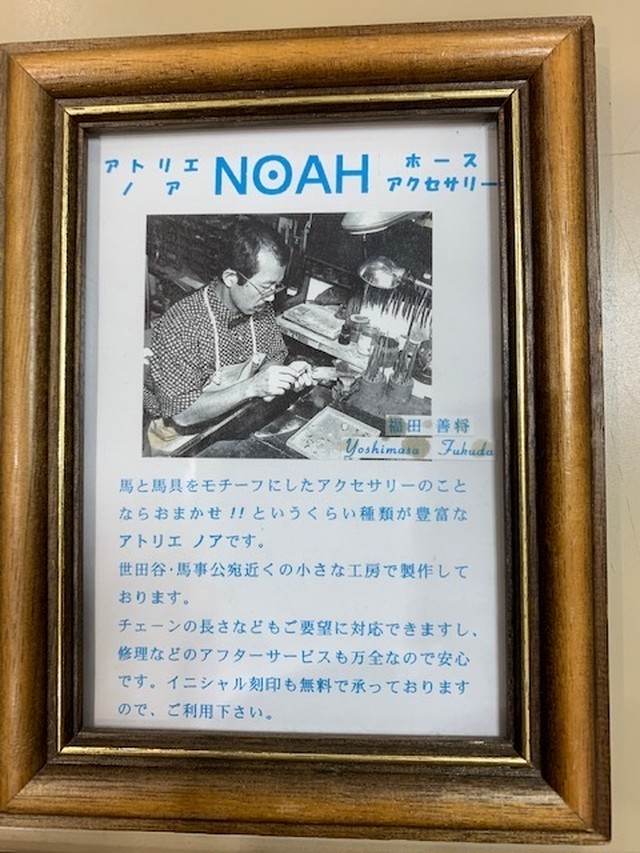 アトリエ NOAH ホース
ノア アクセサリー
福田 善将
Yoshimasa Fukuda
馬と馬具をモチーフにしたアクセサリーのこと
ならおまかせ!!というくらい種類が豊富な
アトリエ ノアです。
世田谷・馬事公宛近くの小さな工房で製作して
おります。
チェーンの長さなどもご要望に対応できますし、
修理などのアフターサービスも万全なので安心
です。イニシャル刻印も無料で承っております
ので、ご利用下さい。